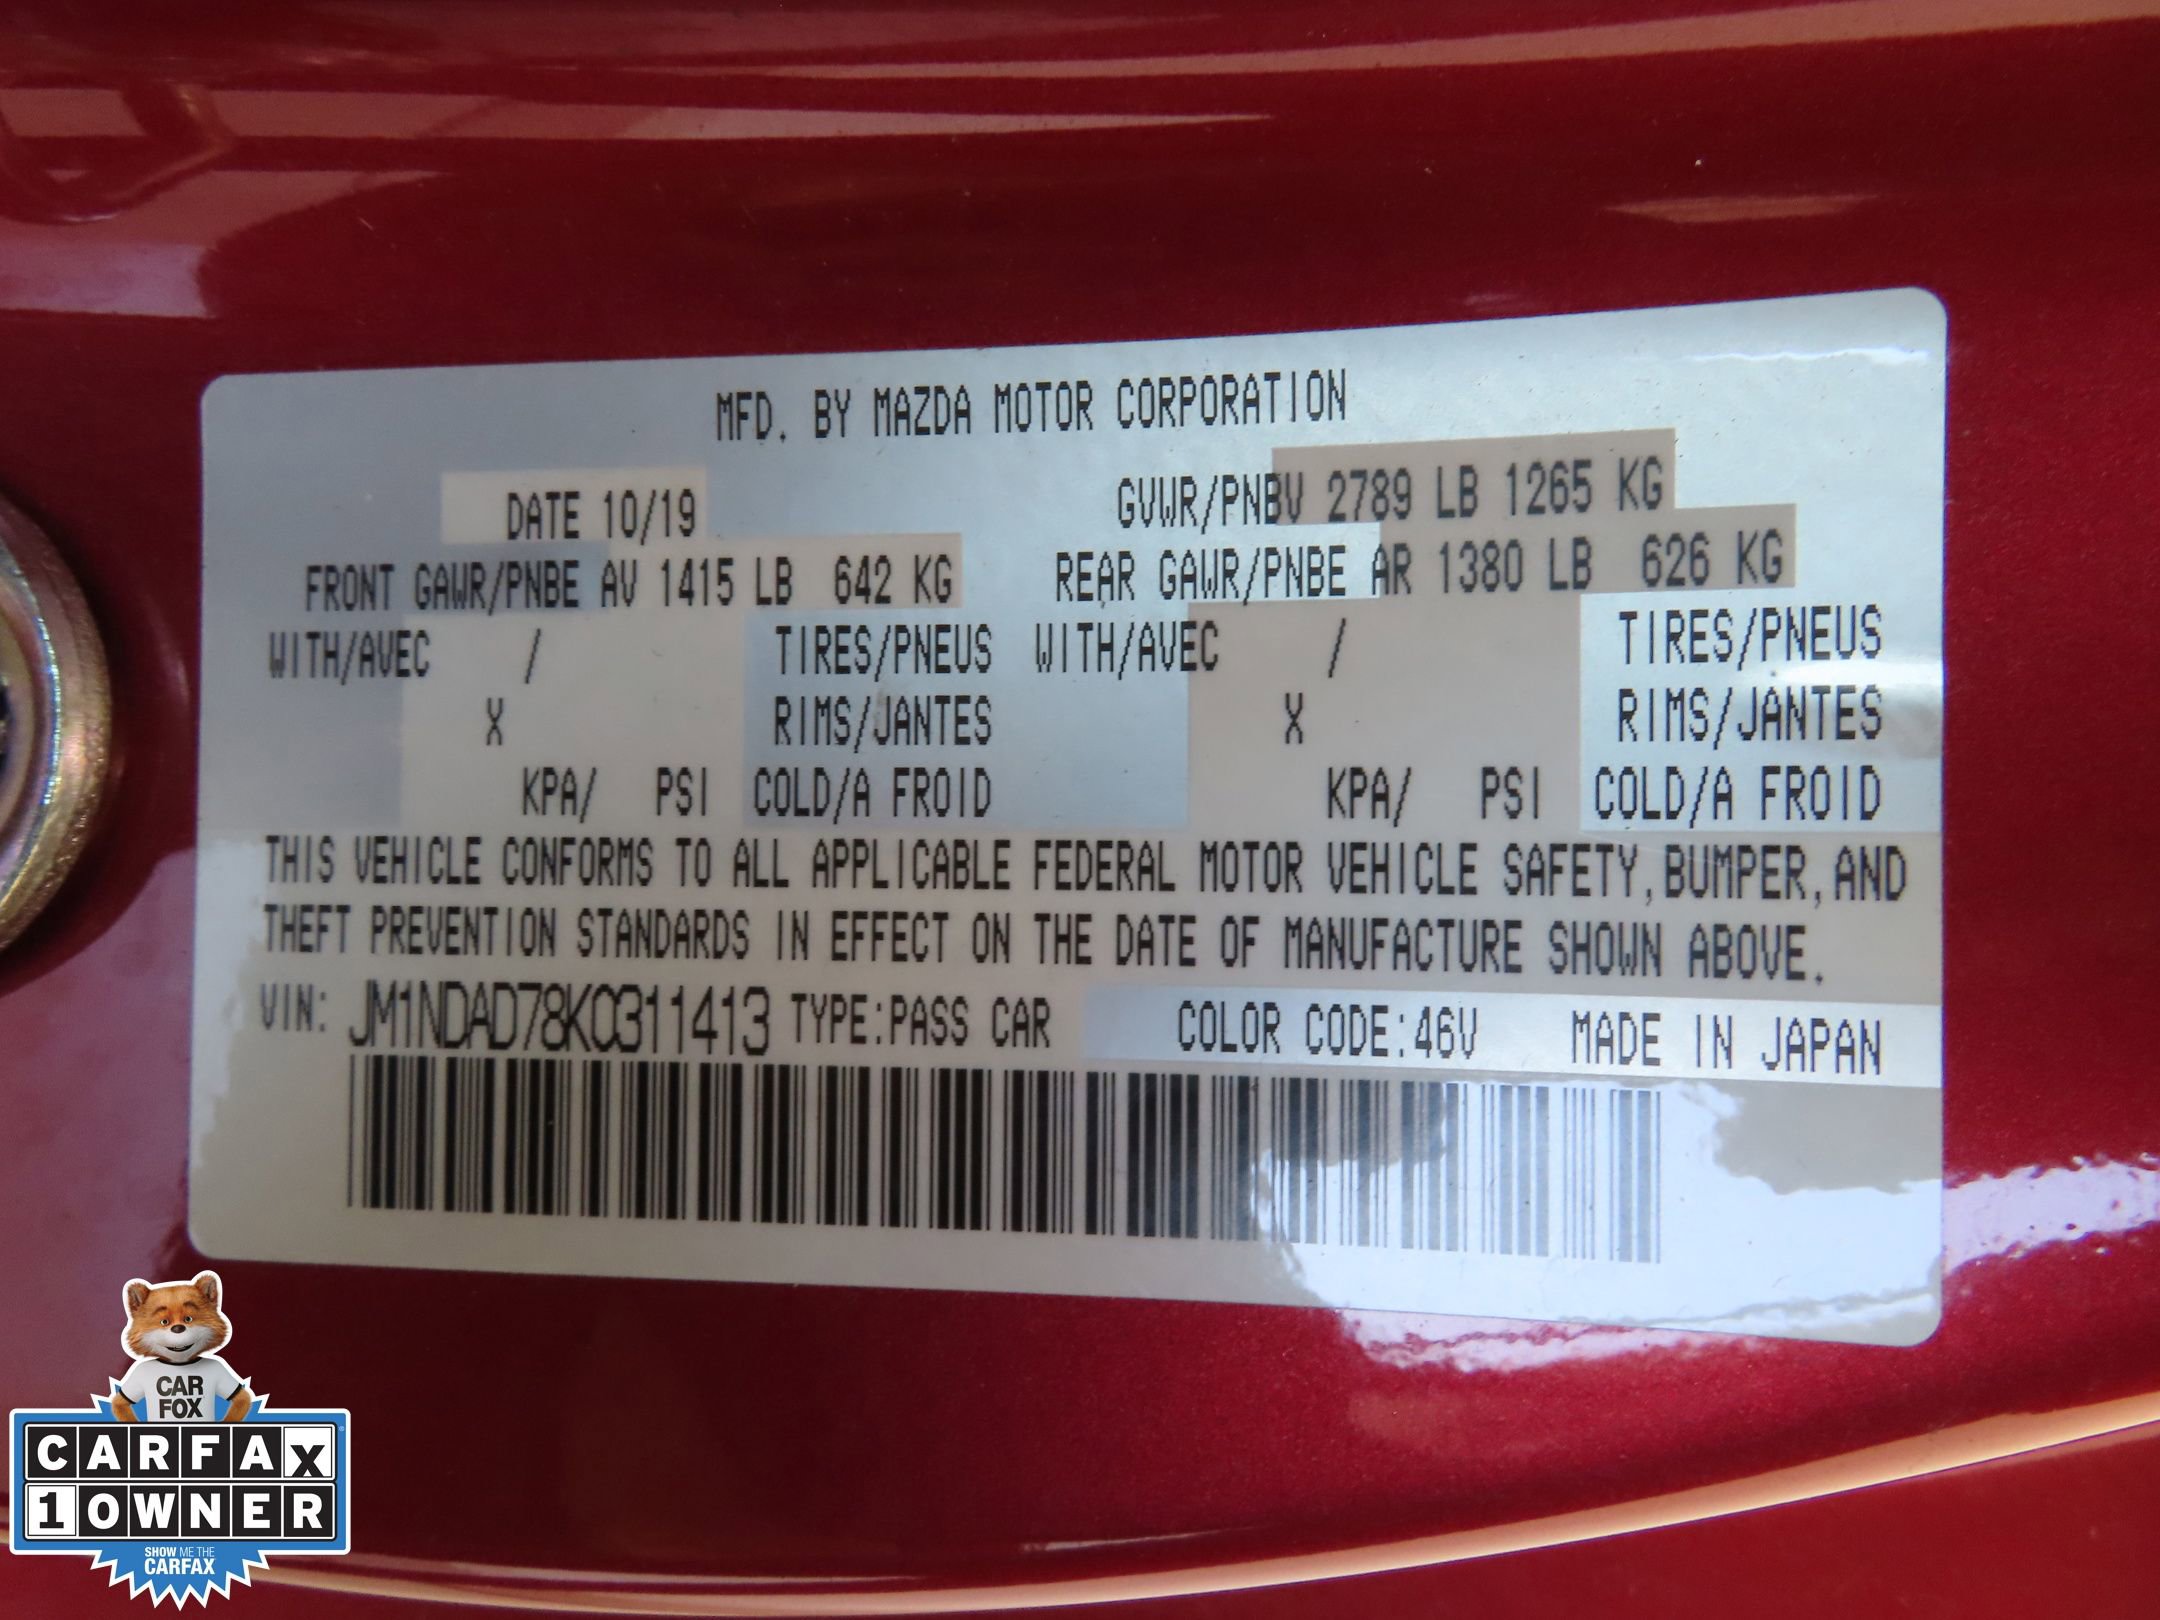 MFD. BY MAZDA MOTOR CORPORATION
DATE 10/19 GVWR/PNBV 2789 LB 1265 KG
FRONT GAWR/PNBE AV 1415 LB 642 KG REAR GAWR/PNBE AR 1380 LB 626 KG
WITH/AVEC / TIRES/PNEUS WITH/AVEC / TIRES/PNEUS
X RIMS/JANTES X RIMS/JANTES
KPA/ PSI COLD/A FROID KPA/ PSI COLD/A FROID
THIS VEHICLE CONFORMS TO ALL APPLICABLE FEDERAL MOTOR VEHICLE SAFETY, BUMPER, AND
THEFT PREVENTION STANDARDS IN EFFECT ON THE DATE OF MANUFACTURE SHOWN ABOVE.
VIN: JM1NDAD78K0311413 TYPE:PASS CAR COLOR CODE:46V MADE IN JAPAN
CAR
FOX
CARFAX
1 OWNER
SHOW ME THE
CARFAX